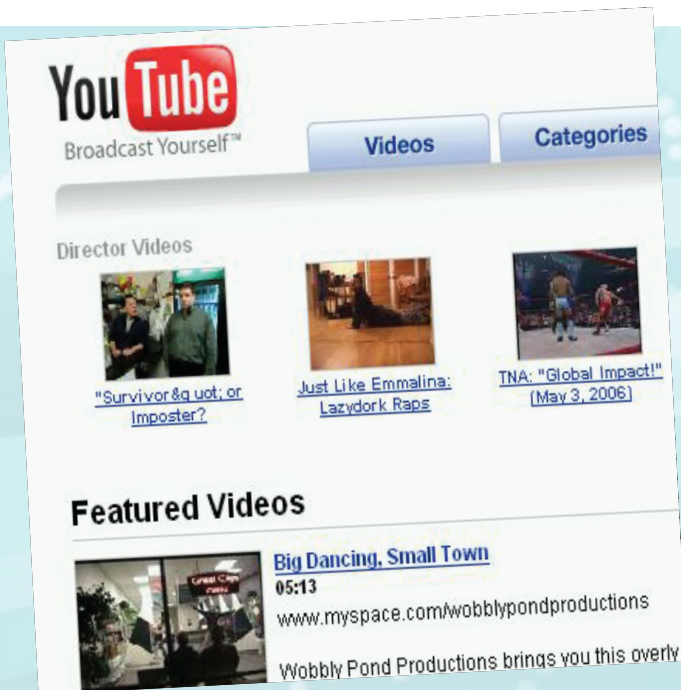 YouTube
Broadcast Yourself™
Videos
Categories
Director Videos
"Survivor&q uot; or
Imposter?
Just Like Emmalina:
Lazydork Raps
TNA: "Global Impact!"
(May 3, 2006)
Featured Videos
Big Dancing, Small Town
05:13
www.myspace.com/wobblypondproductions
Wobbly Pond Productions brings you this overly